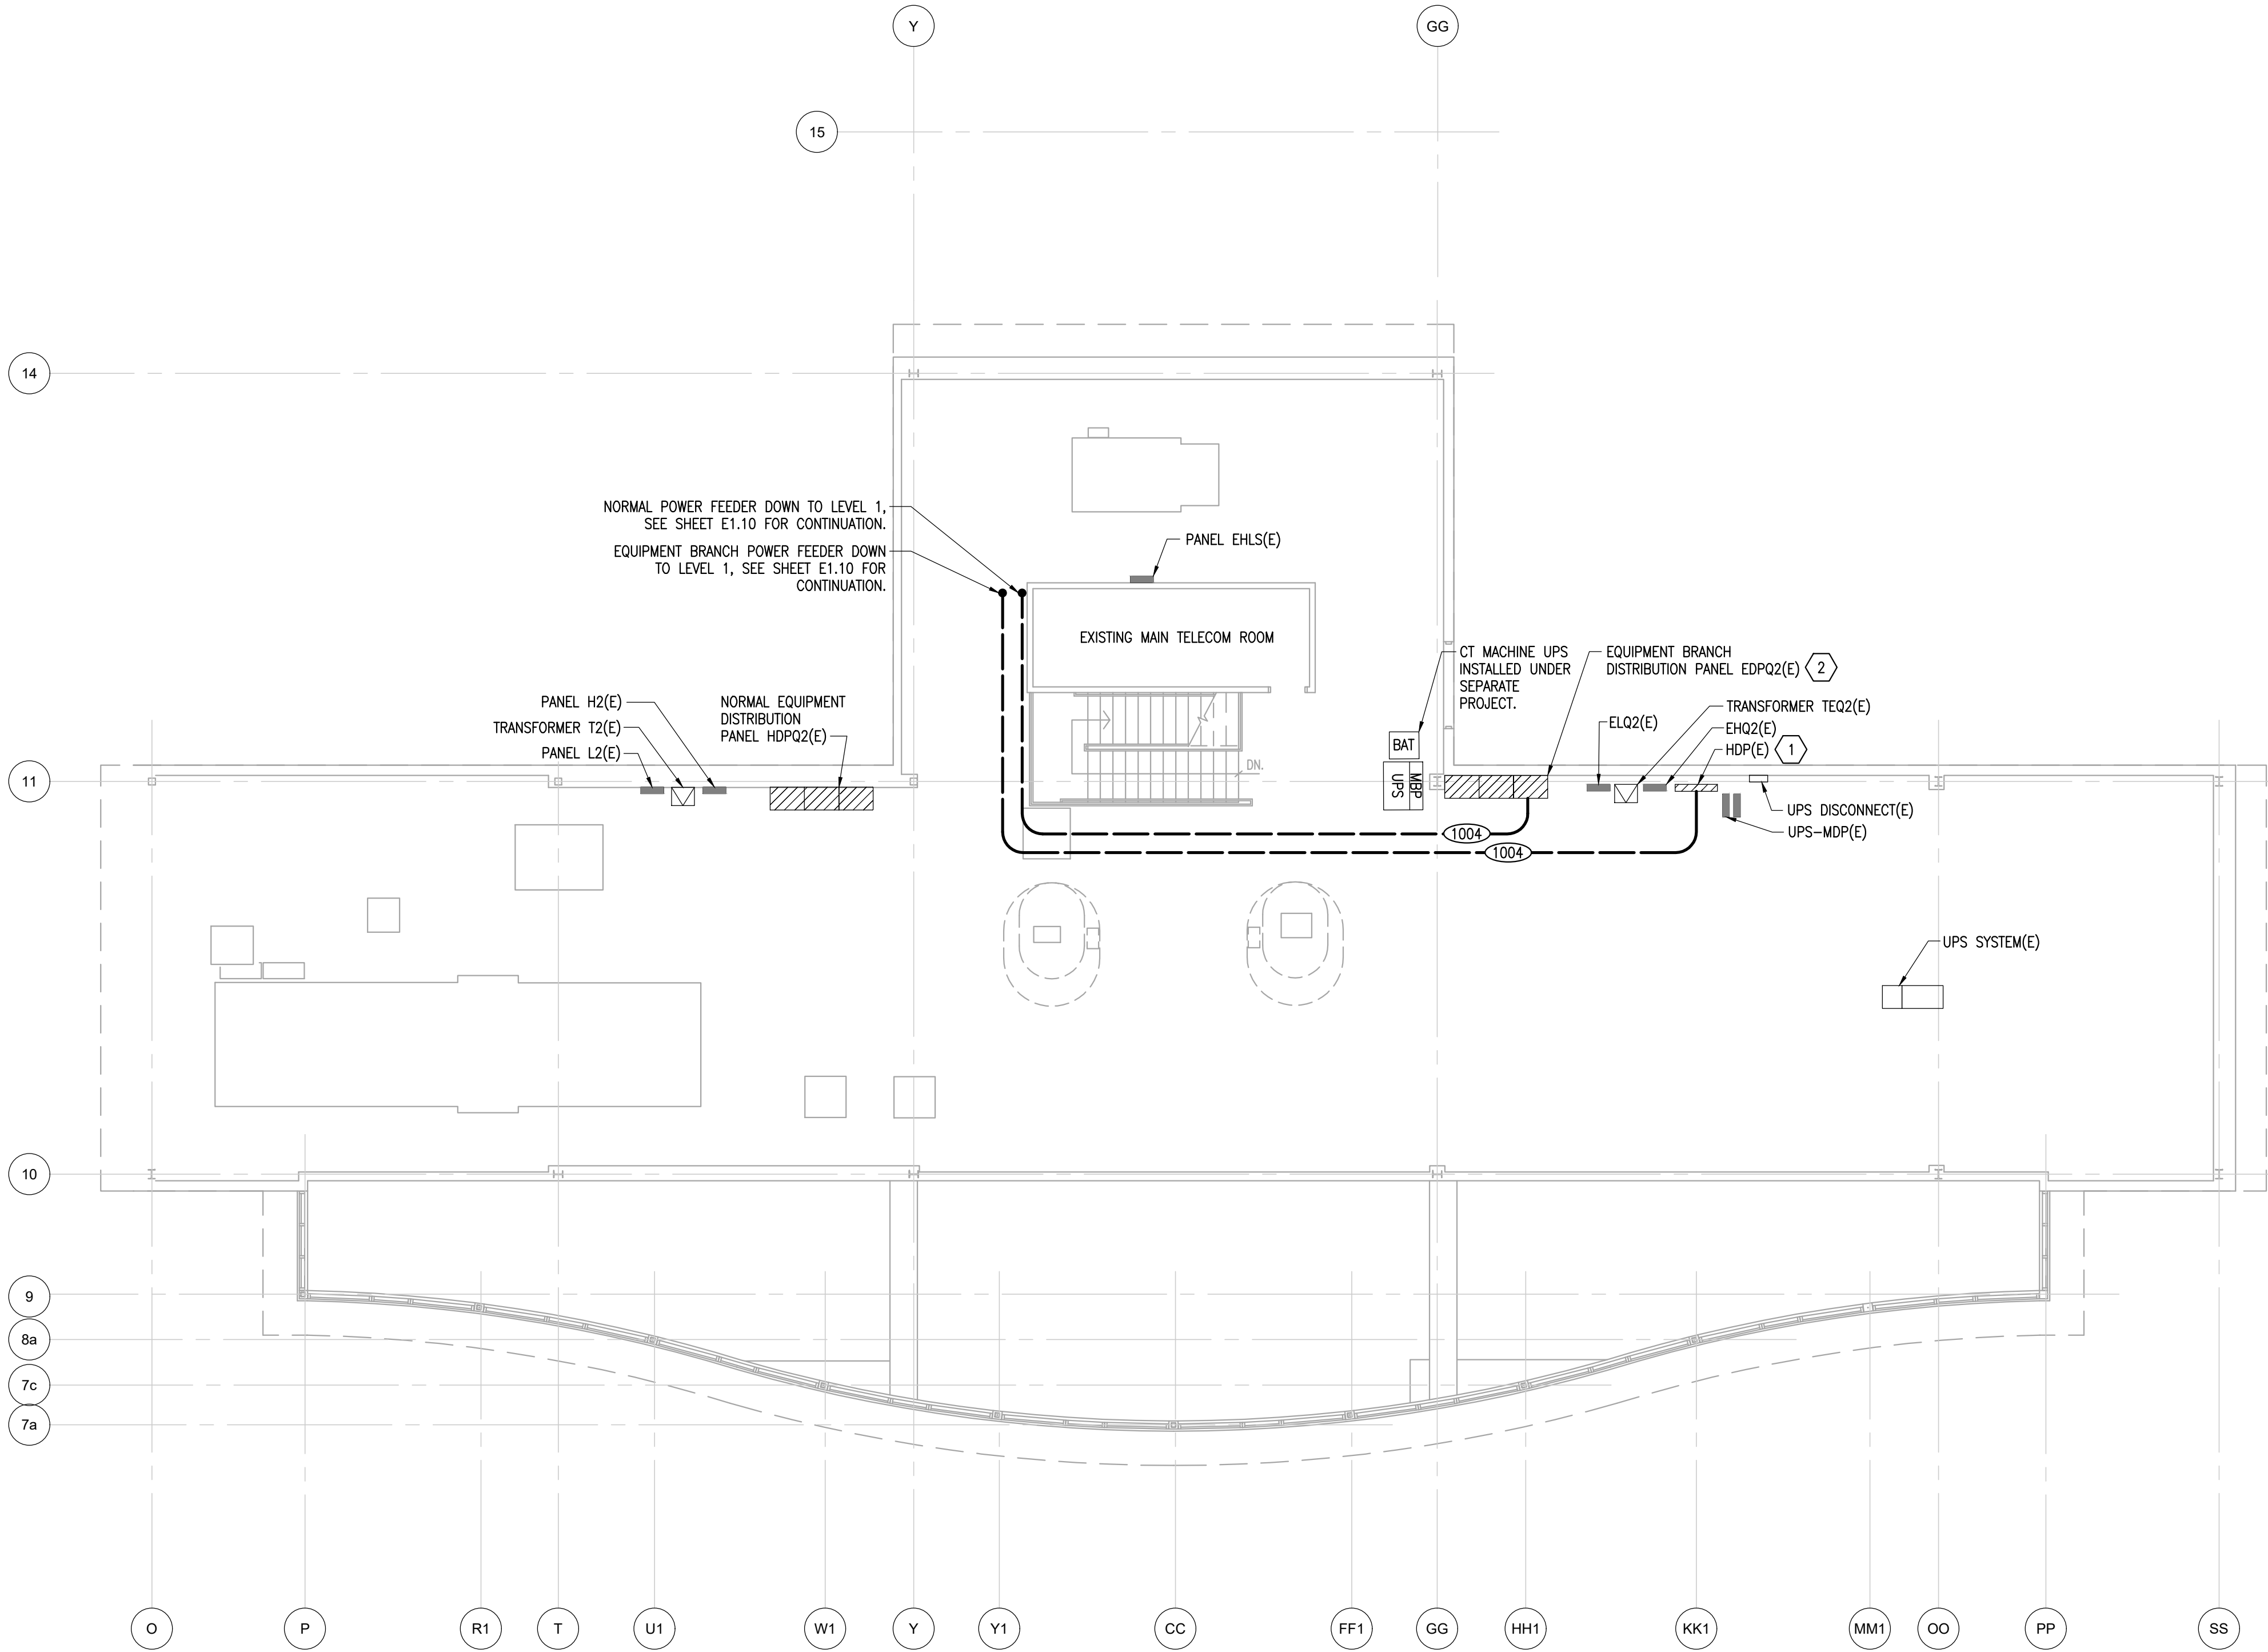 Y
GG
15
14
NORMAL POWER FEEDER DOWN TO LEVEL 1,
SEE SHEET E1.10 FOR CONTINUATION.
EQUIPMENT BRANCH POWER FEEDER DOWN
TO LEVEL 1, SEE SHEET E1.10 FOR
CONTINUATION.
PANEL EHLS(E)
EXISTING MAIN TELECOM ROOM
CT MACHINE UPS
INSTALLED UNDER
SEPARATE
PROJECT.
EQUIPMENT BRANCH
DISTRIBUTION PANEL EDPQ2(E)
2
PANEL H2(E)
TRANSFORMER T2(E)
PANEL L2(E)
NORMAL EQUIPMENT
DISTRIBUTION
PANEL HDPQ2(E)
ELQ2(E)
TRANSFORMER TEQ2(E)
EHQ2(E)
HDP(E)
1
BAT
UPS
MBP
DN.
11
UPS DISCONNECT(E)
UPS-MDP(E)
1004
1004
UPS SYSTEM(E)
10
9
8a
7c
7a
O
P
R1
T
U1
W1
Y
Y1
CC
FF1
GG
HH1
KK1
MM1
OO
PP
SS